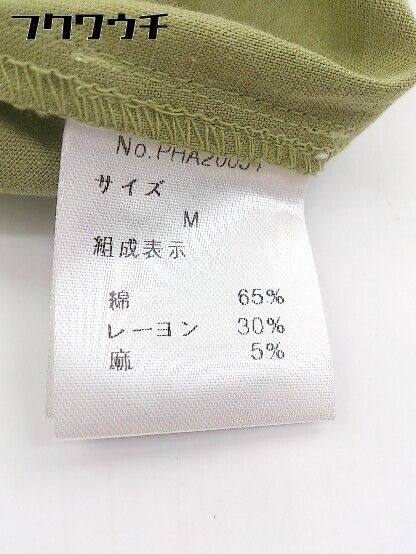 フクワウチ
No.PHA20051
サイズ
M
組成表示
綿 65%
レーヨン 30%
麻 5%